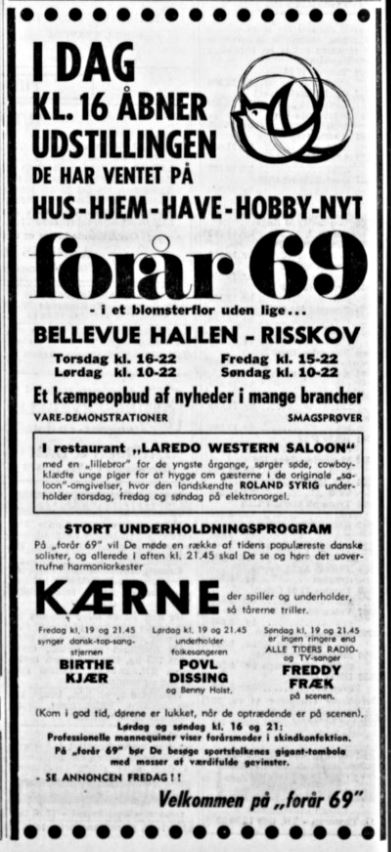 I DAG
KL. 16 ÅBNER
UDSTILLINGEN
DE HAR VENTET PÅ
HUS-HJEM-HAVE-HOBBY-NYT
forår 69
- i et blomsterflor uden lige...
BELLEVUE HALLEN - RISSKOV
Torsdag kl. 16-22 Fredag kl. 15-22
Lørdag kl. 10-22 Søndag kl. 10-22
Et kæmpeopbud af nyheder i mange brancher
VARE-DEMONSTRATIONER SMAGSPRØVER
I restaurant „LAREDO WESTERN SALOON“
med en „lillebror“ for de yngste årgange, sørger søde, cowboy-
klædte unge piger for at hygge om gæsterne i de originale „sa-
loon“-omgivelser, hvor den landskendte ROLAND SYRIG under-
holder torsdag, fredag og søndag på elektronorgel.
STORT UNDERHOLDNINGSPROGRAM
På „forår 69“ vil De møde en række af tidens populæreste danske
solister, og allerede i aften kl. 21.45 skal De se og høre det uover-
trufne harmoniorkester
KÆRNE der spiller og underholder,
så tårerne triller.
Fredag kl. 19 og 21.45
synger dansk-top-sang-
stjernen
BIRTHE
KJÆR
Lørdag kl. 19 og 21.45
underholder
folkesangeren
POVL
DISSING
og Benny Holst.
Søndag kl. 19 og 21.45
er ingen ringere end
ALLE TIDERS RADIO-
og TV-sanger
FREDDY
FRÆK
på scenen.
(Kom i god tid, dørene er lukket, når de optrædende er på scenen).
Lørdag og søndag kl. 16 og 21:
Professionelle mannequiner viser forårsmoder i skindkonfektion.
På „forår 69“ bør De besøge sportsfolkenes gigant-tombola
med masser af værdifulde gevinster.
- SE ANNONCEN FREDAG!!
Velkommen på „forår 69"